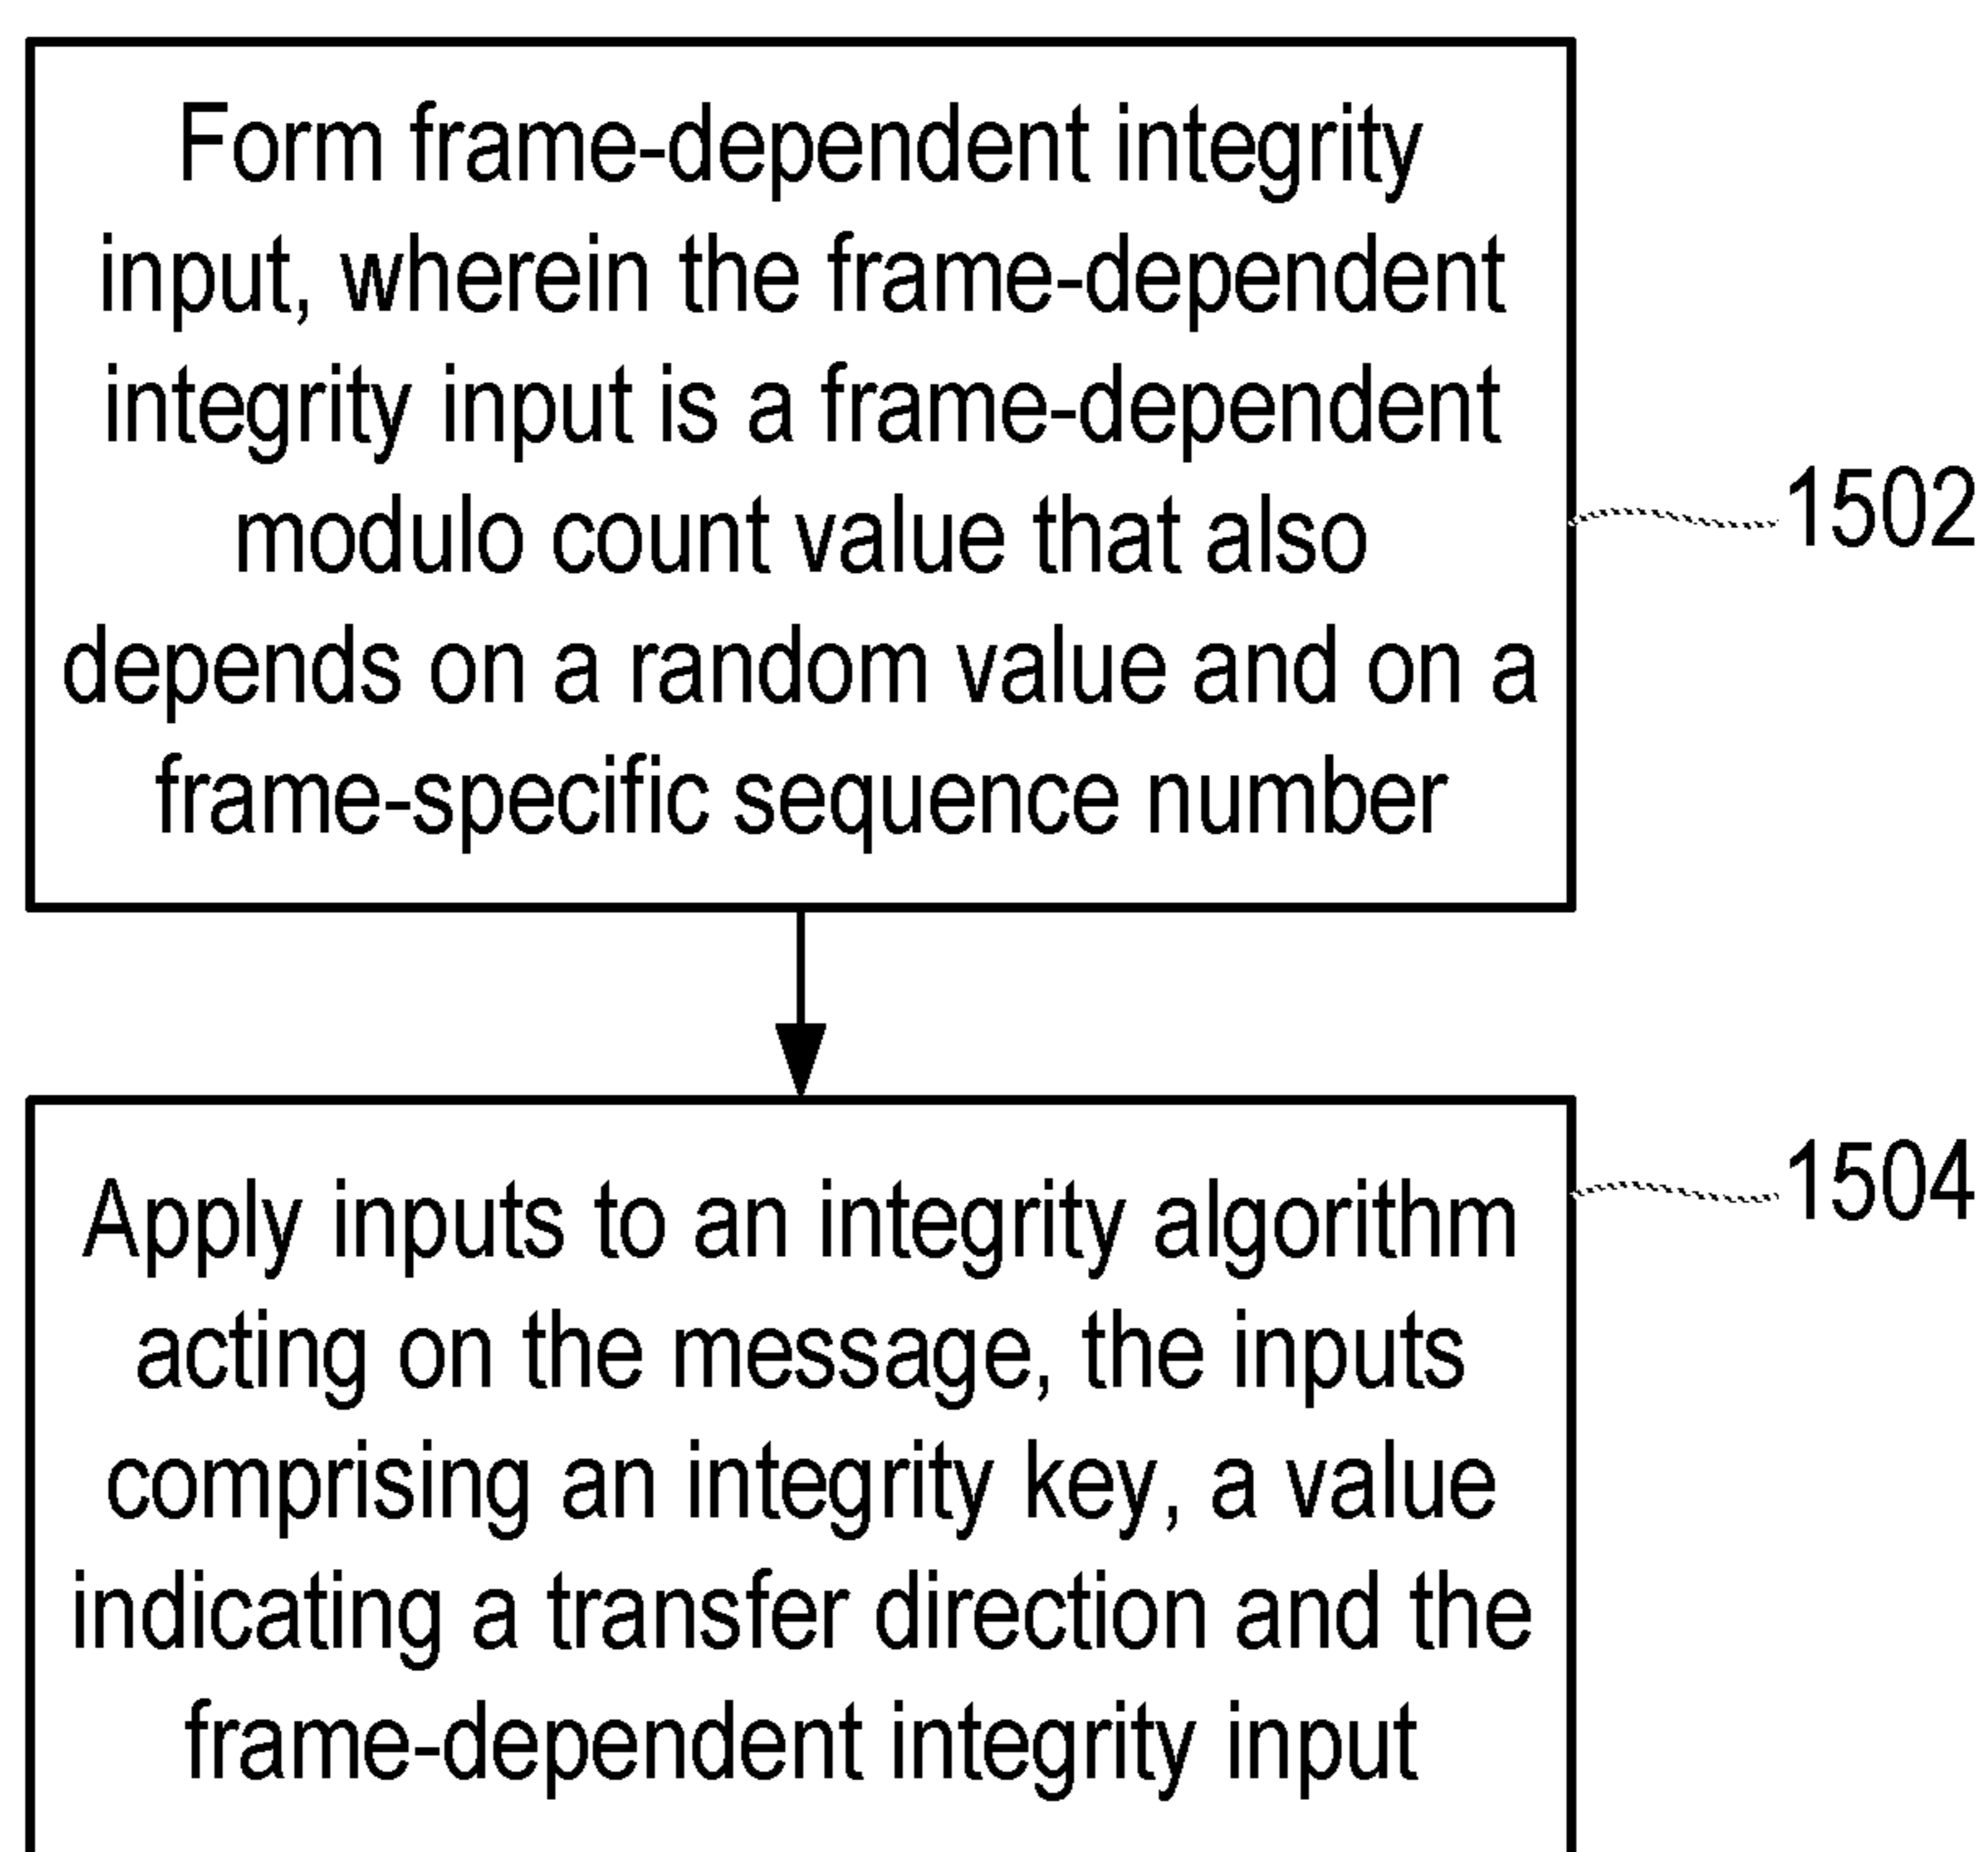 Form frame-dependent integrity
input, wherein the frame-dependent
integrity input is a frame-dependent
modulo count value that also
depends on a random value and on a
frame-specific sequence number
1502
Apply inputs to an integrity algorithm
acting on the message, the inputs
comprising an integrity key, a value
indicating a transfer direction and the
frame-dependent integrity input
1504